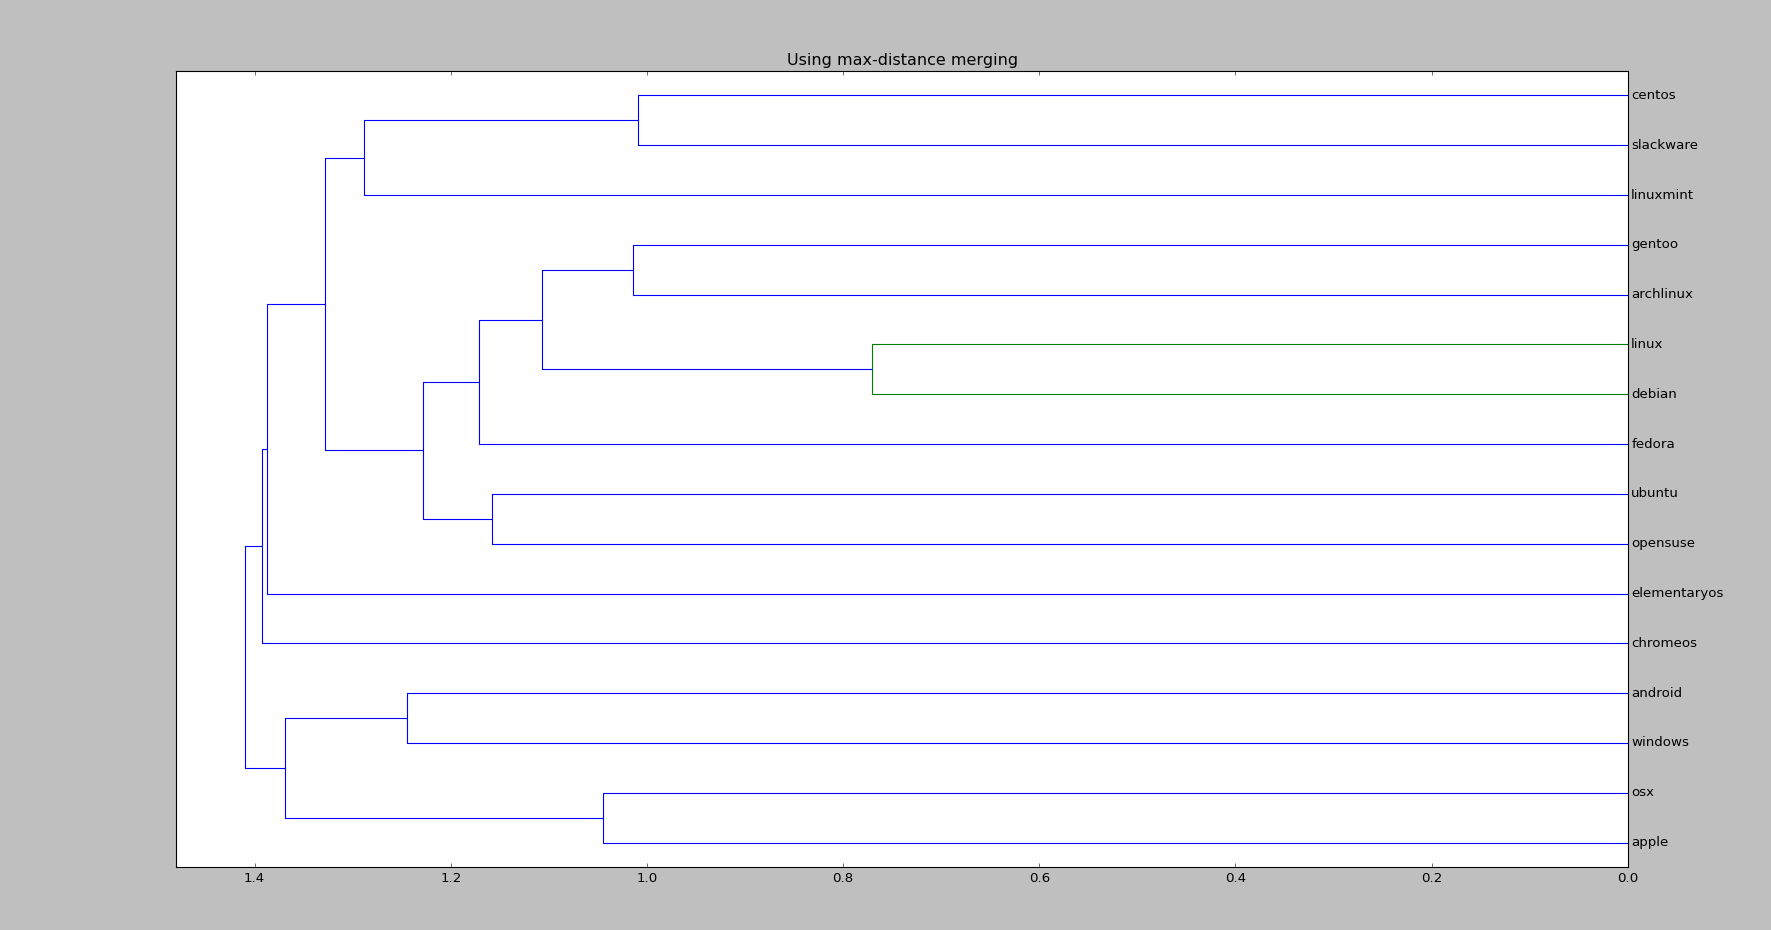 Using max-distance merging
centos
slackware
linuxmint
gentoo
archlinux
linux
debian
fedora
ubuntu
opensuse
elementaryos
chromeos
android
windows
osx
apple
1.4 1.2 1.0 0.8 0.6 0.4 0.2 0.0